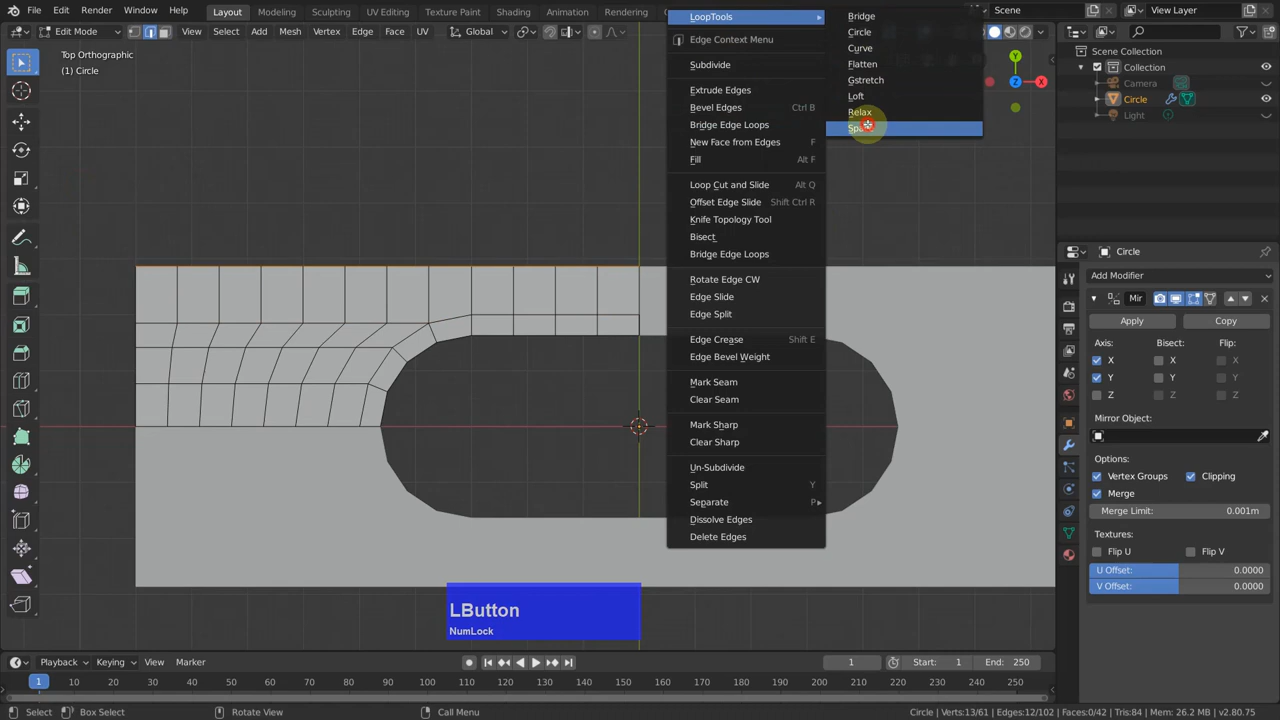 File Edit Render Window Help
Layout Modeling Sculpting UV Editing Texture Paint Shading Animation Rendering
Scene View Layer
View Select Add Mesh Vertex Edge Face UV Global
Top Orthographic
(1) Circle
LoopTools
Edge Context Menu
Subdivide
Extrude Edges
Bevel Edges Ctrl B
Bridge Edge Loops
New Face from Edges F
Fill Alt F
Loop Cut and Slide Alt Q
Offset Edge Slide Shift Ctrl R
Knife Topology Tool
Bisect
Bridge Edge Loops
Rotate Edge CW
Edge Slide
Edge Split
Edge Crease Shift E
Edge Bevel Weight
Mark Seam
Clear Seam
Mark Sharp
Clear Sharp
Un-Subdivide
Split Y
Separate P
Dissolve Edges
Delete Edges
Bridge
Circle
Curve
Flatten
Gstretch
Loft
Relax
Y
X
Z
Scene Collection
Collection
Camera
Circle
Light
Circle
Add Modifier
Mir
Apply Copy
Axis: Bisect: Flip:
X X X
Y Y Y
Z Z Z
Mirror Object:
Options:
Vertex Groups Clipping
Merge
Merge Limit: 0.001m
Textures:
Flip U Flip V
U Offset: 0.0000
V Offset: 0.0000
LButton
NumLock
Playback Keying View Marker
1 Start: 1 End: 250
1 10 20 30 40 50 60 70 80 90 100 110 120 130 140 150 160 170 180 190 200 210 220 230 240 250
Select Box Select Rotate View Call Menu
Circle | Verts:13/61 | Edges:12/102 | Faces:0/42 | Tris:84 | Mem: 26.2 MB | v2.80.75